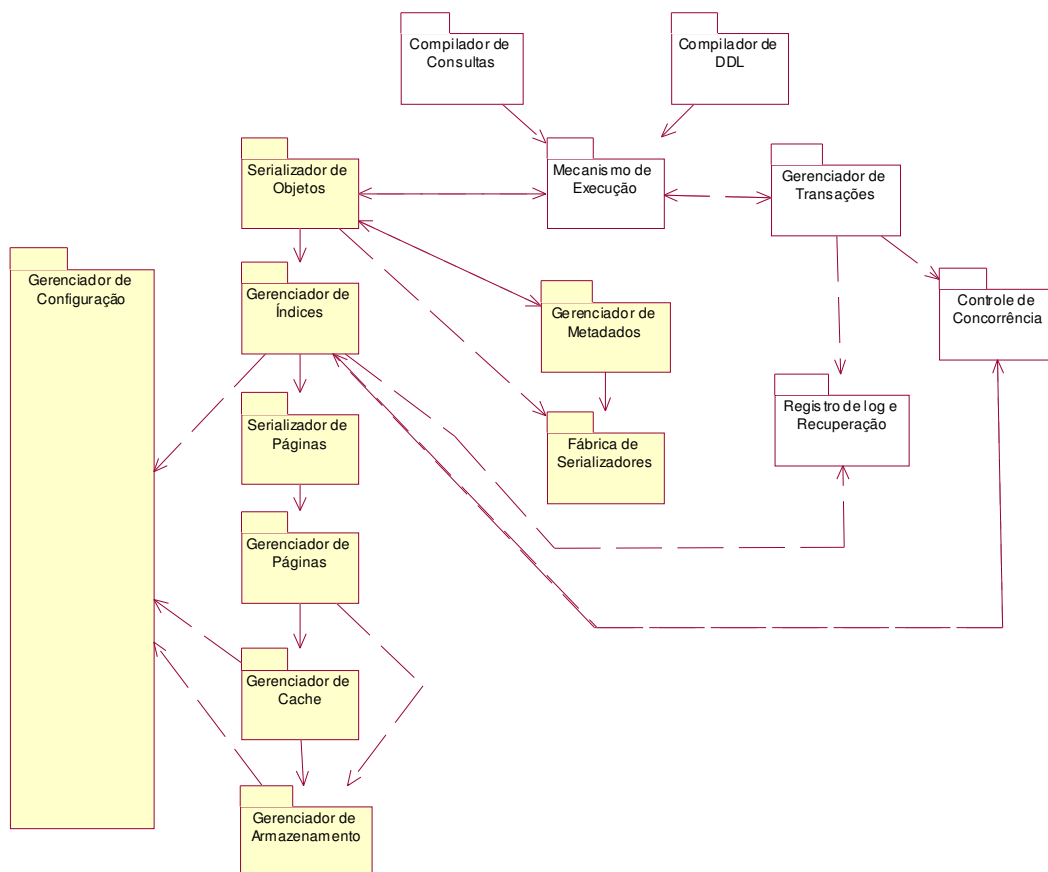 Compilador de
Consultas
Compilador de
DDL
Serializador de
Objetos
Mecanismo de
Execução
Gerenciador de
Transações
Gerenciador de
Configuração
Gerenciador de
Índices
Gerenciador de
Metadados
Controle de
Concorrência
Serializador de
Páginas
Fábrica de
Serializadores
Registro de log e
Recuperação
Gerenciador de
Páginas
Gerenciador de
Cache
Gerenciador de
Armazenamento